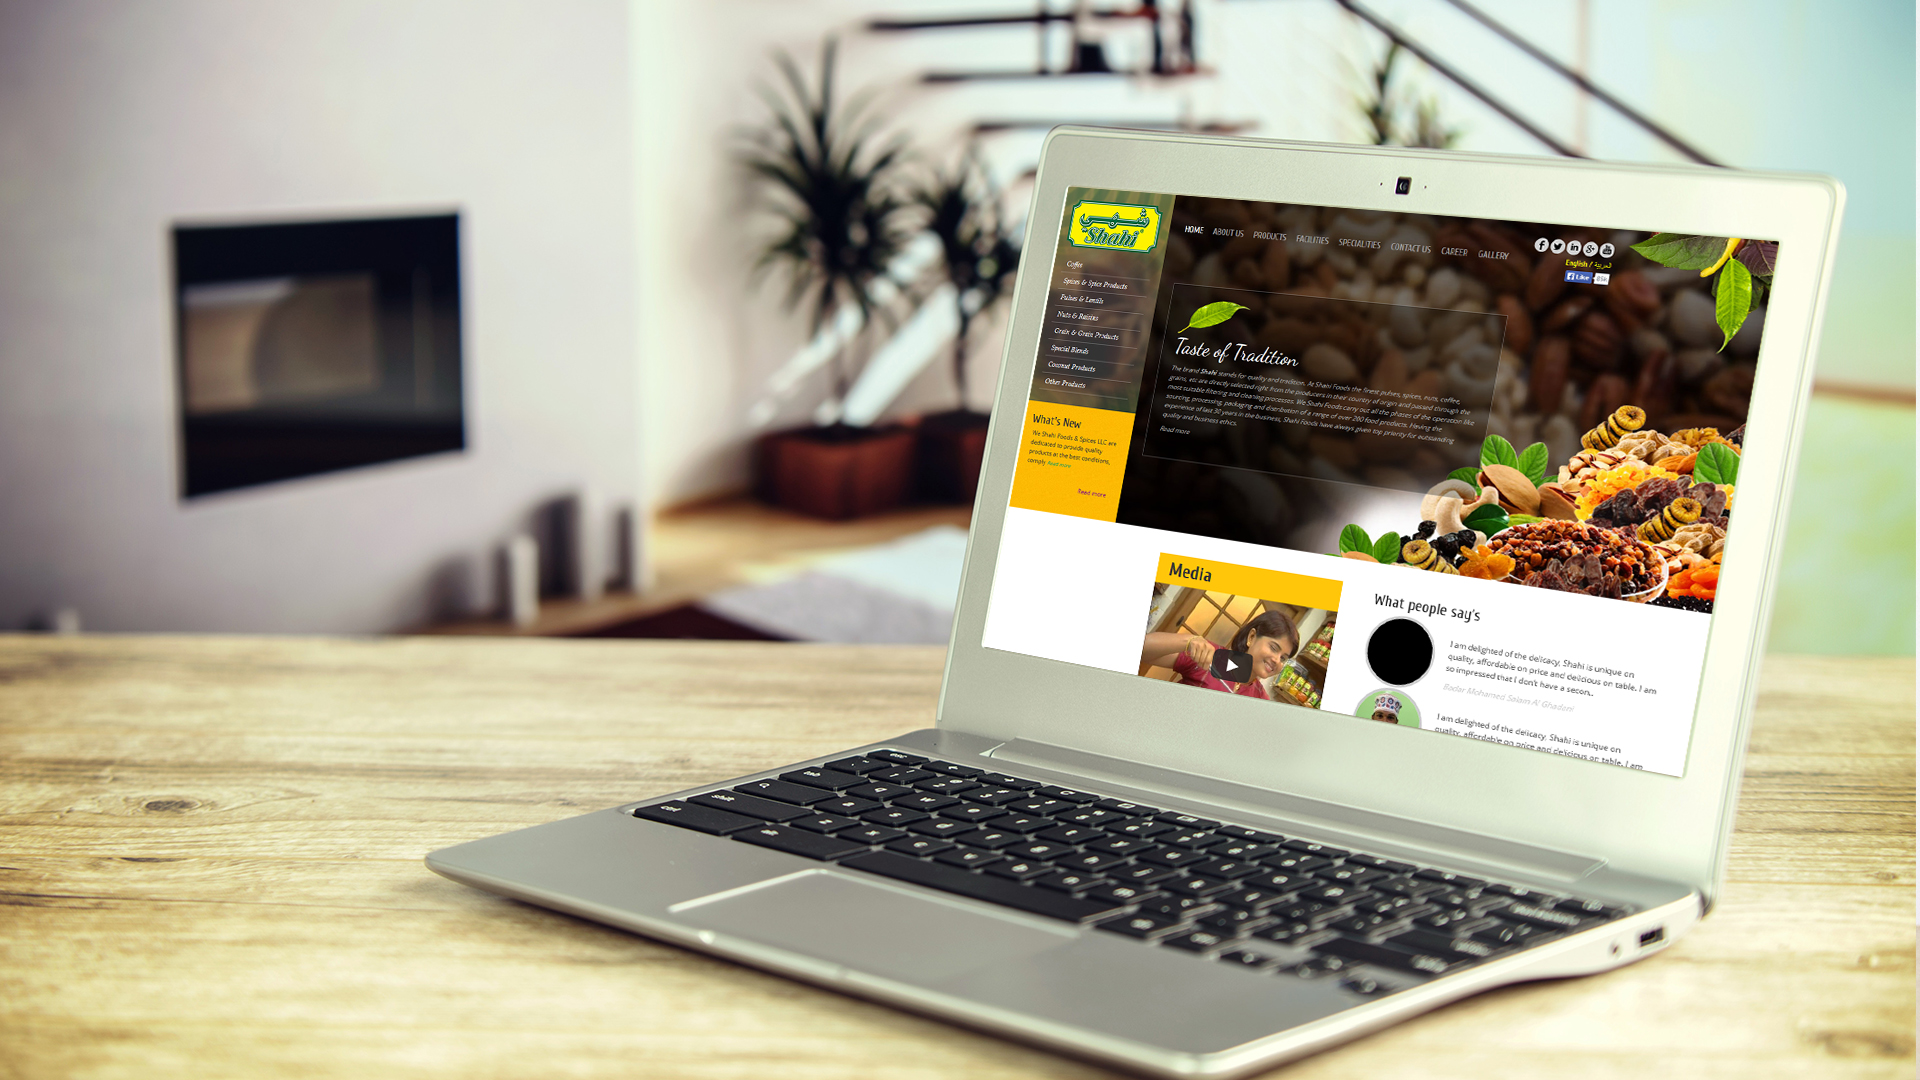 شهي
Shahi
HOME ABOUT US PRODUCTS FACILITIES SPECIALITIES CONTACT US CAREER GALLERY
English / العربية
Like
Coffee
Spices & Spice Products
Pulses & Lentils
Nuts & Raisins
Grain & Grain Products
Special Blends
Coconut Products
Other Products
What's New
We Shahi Foods & Spices LLC are
dedicated to provide quality
products at the best conditions,
comply Read more
Read more
Taste of Tradition
The brand Shahi stands for quality and tradition. At Shahi Foods the finest pulses, spices, nuts, coffee,
grains, etc are directly selected right from the producers in their country of origin and passed through the
most suitable filtering and cleaning processes. We Shahi Foods carry out all the phases of the operation like
sourcing, processing, packaging and distribution of a range of over 280 food products. Having the
experience of last 30 years in the business, Shahi Foods have always given top priority for outstanding
quality and business ethics.
Read more
Media
What people say's
I am delighted of the delicacy, Shahi is unique on
quality, affordable on price and delicious on table. I am
so impressed that I don't have a secon..
Badar Mohamed Salem Al Ghadani
I am delighted of the delicacy, Shahi is unique on
quality, affordable on price and delicious on table. I am
esc
tab
shift
ctrl
alt